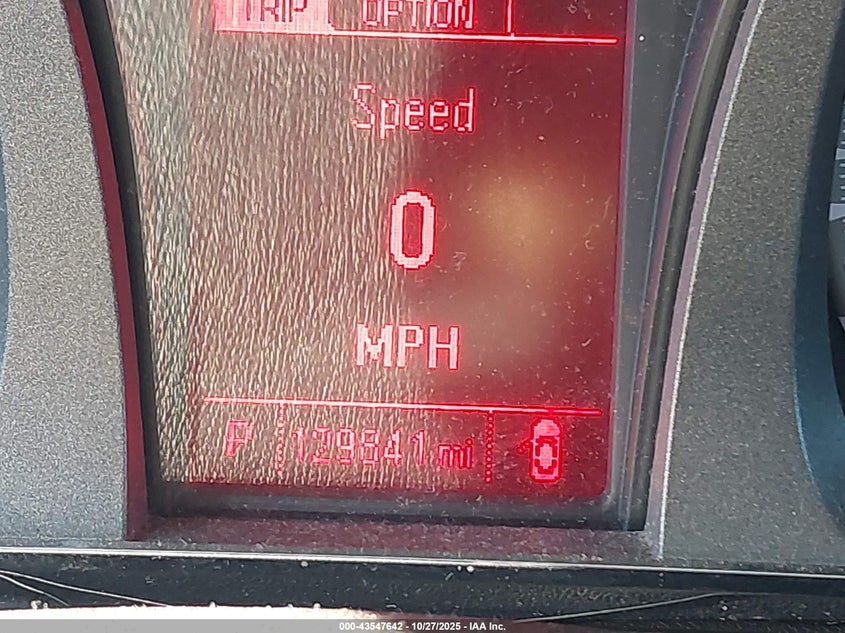 TRIP OPTION
Speed
0
MPH
P 129841 mi
000-43547642 - 10/27/2025 - IAA Inc.